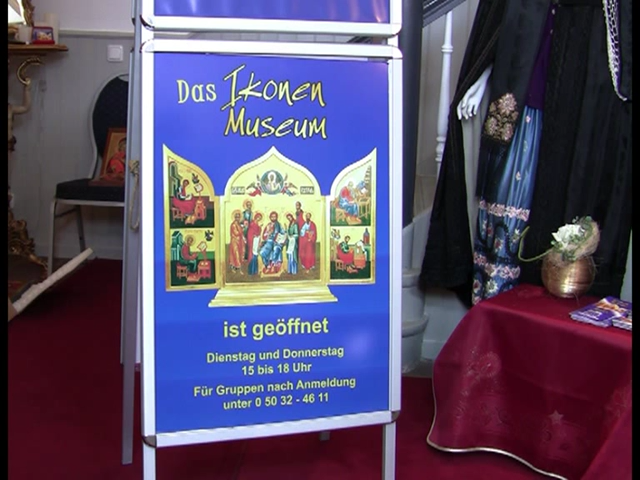 Das Ikonen
Museum
ist geöffnet
Dienstag und Donnerstag
15 bis 18 Uhr
Für Gruppen nach Anmeldung
unter 0 50 32 - 46 11